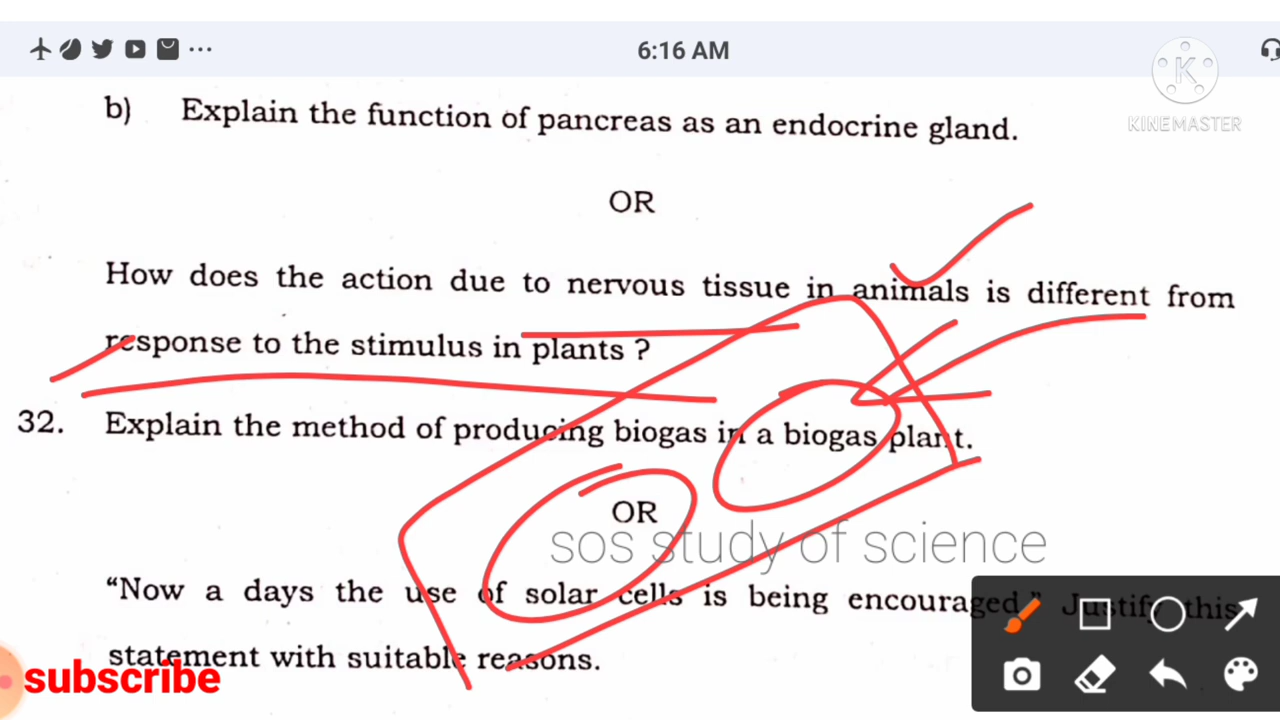 6:16 AM
KINEMASTER
b) Explain the function of pancreas as an endocrine gland.
OR
How does the action due to nervous tissue in animals is different from
response to the stimulus in plants ?
32. Explain the method of producing biogas in a biogas plant.
OR
sos study of science
“Now a days the use of solar cells is being encouraged.” Justify this
statement with suitable reasons.
subscribe